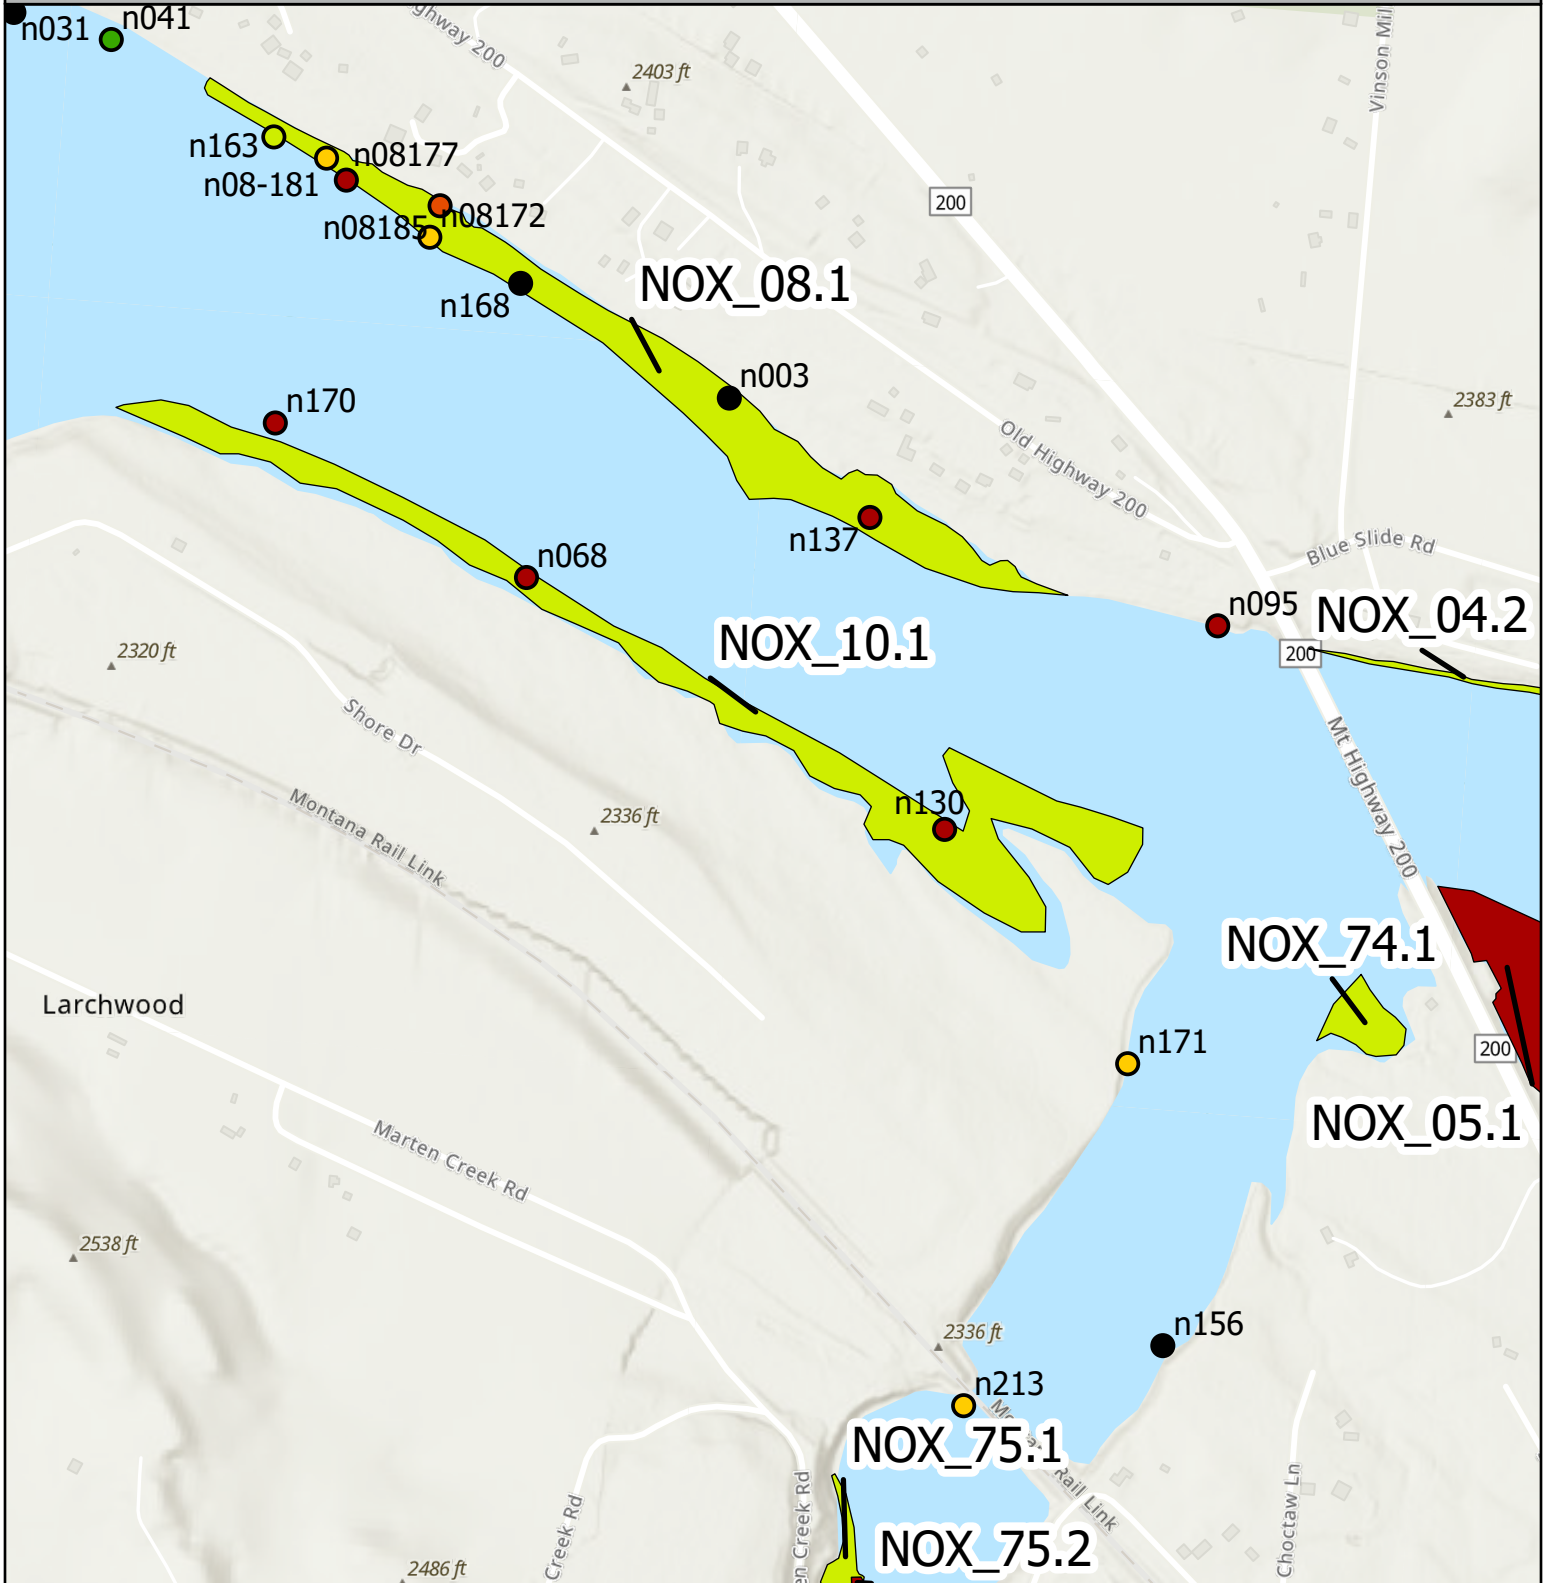 n041
n031
ghway 200
2403 ft
Vinson Mil
n163
n08177
n08-181
200
n08172
n08185
NOX_08.1
n168
n003
n170
2383 ft
Old Highway 200
n137
Blue Slide Rd
n068
n095
NOX_04.2
NOX_10.1
200
2320 ft
Shore Dr
Mt Highway 200
n130
2336 ft
Montana Rail Link
NOX_74.1
Larchwood
n171
200
NOX_05.1
Marten Creek Rd
2538 ft
n156
2336 ft
n213
NOX_75.1
Rail Link
Choctaw Ln
Creek Rd
en Creek Rd
NOX_75.2
2486 ft